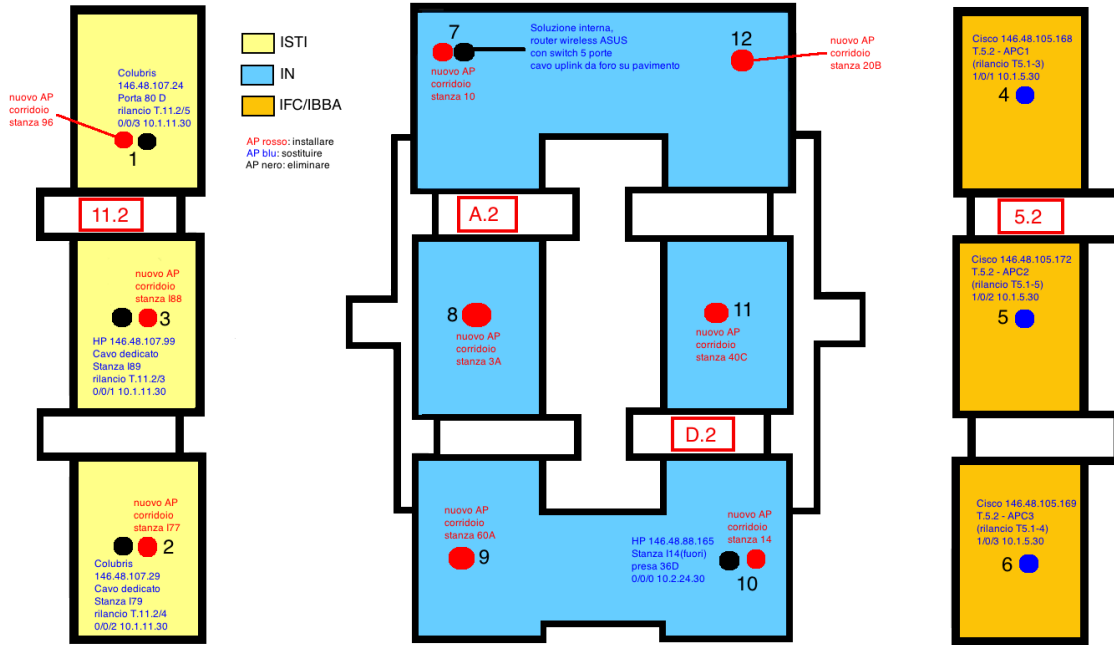 Colubris
146.48.107.24
Porta 80 D
rilancio T.11.2/5
0/0/3 10.1.11.30
nuovo AP
corridoio
stanza 96
1
11.2
nuovo AP
corridoio
stanza I88
3
HP 146.48.107.99
Cavo dedicato
Stanza I89
rilancio T.11.2/3
0/0/1 10.1.11.30
nuovo AP
corridoio
stanza I77
2
Colubris
146.48.107.29
Cavo dedicato
Stanza I79
rilancio T.11.2/4
0/0/2 10.1.11.30
ISTI
IN
IFC/IBBA
AP rosso: installare
AP blu: sostituire
AP nero: eliminare
7
nuovo AP
corridoio
stanza 10
Soluzione interna,
router wireless ASUS
con switch 5 porte
cavo uplink da foro su pavimento
12
nuovo AP
corridoio
stanza 20B
A.2
8
nuovo AP
corridoio
stanza 3A
11
nuovo AP
corridoio
stanza 40C
D.2
nuovo AP
corridoio
stanza 60A
9
HP 146.48.88.165
Stanza I14(fuori)
presa 36D
0/0/0 10.2.24.30
nuovo AP
corridoio
stanza 14
10
Cisco 146.48.105.168
T.5.2 - APC1
(rilancio T5.1-3)
1/0/1 10.1.5.30
4
5.2
Cisco 146.48.105.172
T.5.2 - APC2
(rilancio T5.1-5)
1/0/2 10.1.5.30
5
Cisco 146.48.105.169
T.5.2 - APC3
(rilancio T5.1-4)
1/0/3 10.1.5.30
6